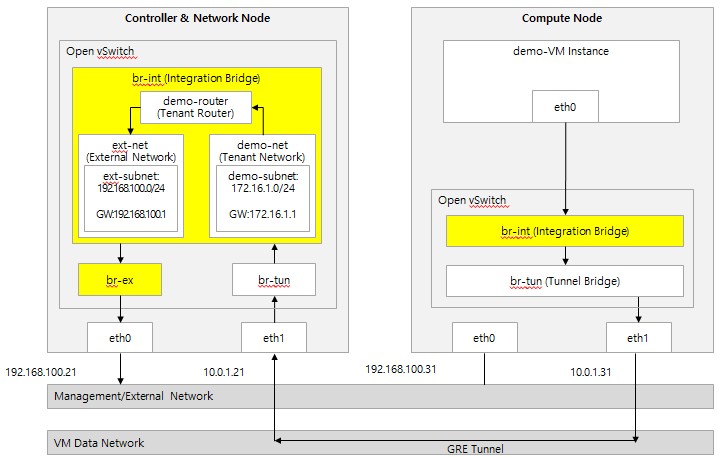 Controller & Network Node
Open vSwitch
br-int (Integration Bridge)
demo-router
(Tenant Router)
ext-net
(External Network)
ext-subnet:
192.168.100.0/24
GW:192.168.100.1
demo-net
(Tenant Network)
demo-subnet:
172.16.1.0/24
GW:172.16.1.1
br-ex
br-tun
eth0
eth1
192.168.100.21
10.0.1.21
Compute Node
demo-VM Instance
eth0
Open vSwitch
br-int (Integration Bridge)
br-tun (Tunnel Bridge)
eth0
eth1
192.168.100.31
10.0.1.31
Management/External Network
VM Data Network
GRE Tunnel